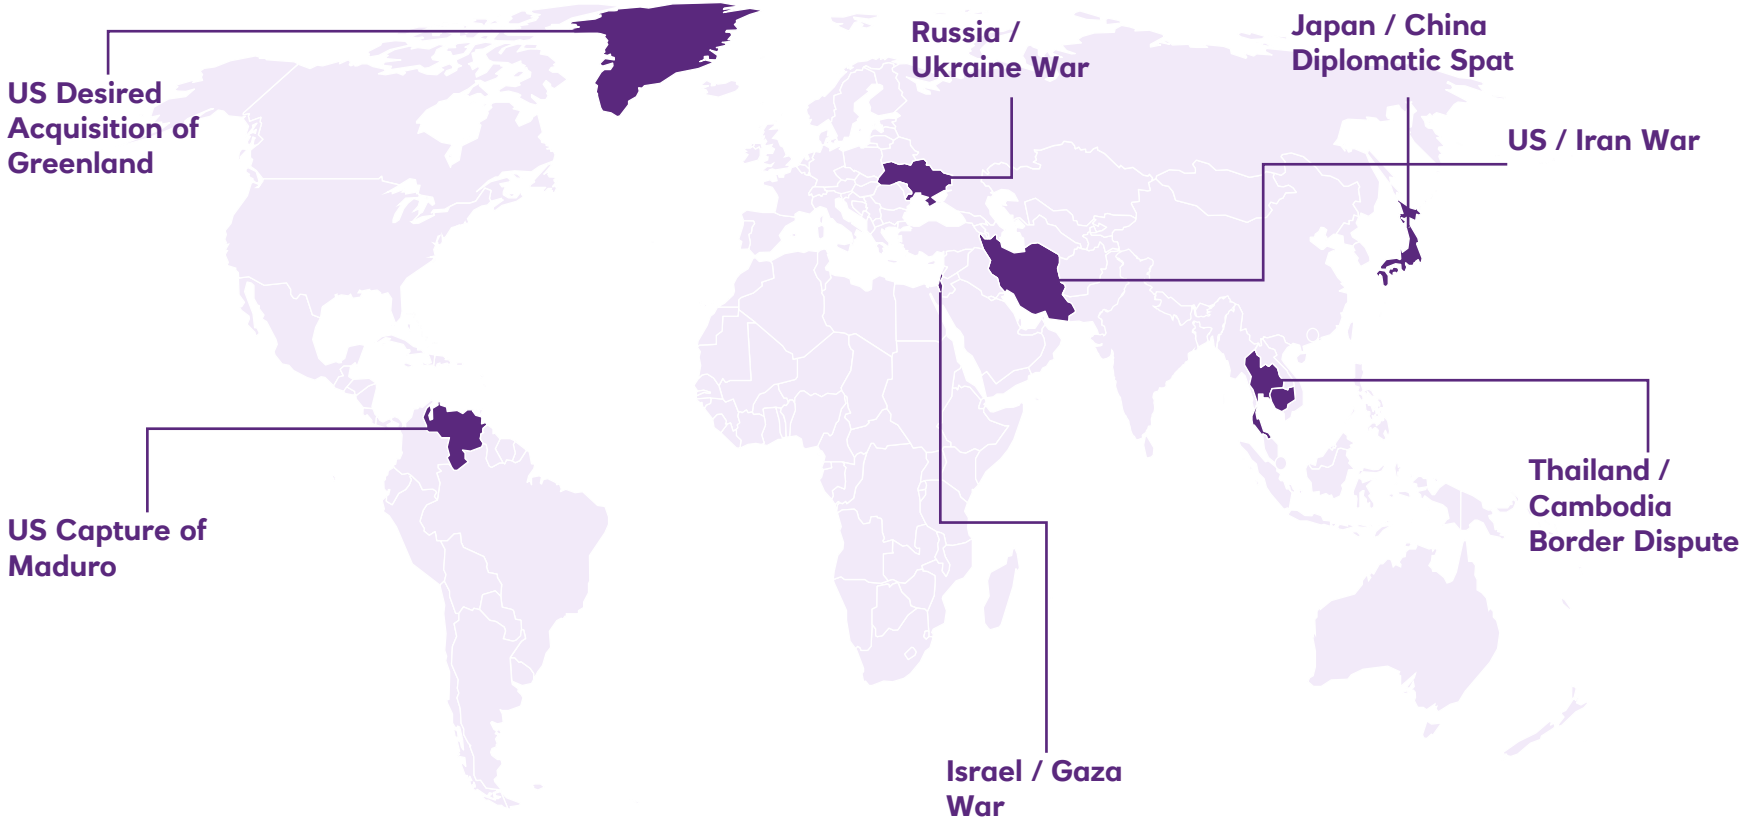 US Desired
Acquisition of
Greenland
Russia /
Ukraine War
Japan / China
Diplomatic Spat
US / Iran War
US Capture of
Maduro
Thailand /
Cambodia
Border Dispute
Israel / Gaza
War